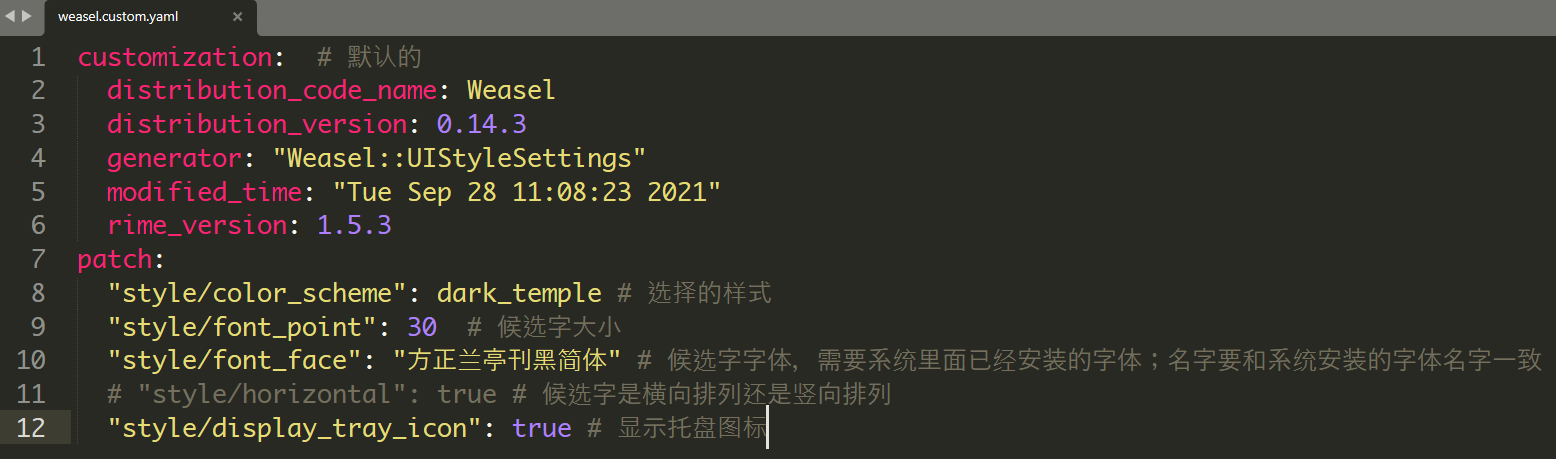 weasel.custom.yaml ×
1 customization:  # 默认的
2   distribution_code_name: Weasel
3   distribution_version: 0.14.3
4   generator: "Weasel::UIStyleSettings"
5   modified_time: "Tue Sep 28 11:08:23 2021"
6   rime_version: 1.5.3
7 patch:
8   "style/color_scheme": dark_temple # 选择的样式
9   "style/font_point": 30  # 候选字大小
10   "style/font_face": "方正兰亭刊黑简体" # 候选字字体, 需要系统里面已经安装的字体；名字要和系统安装的字体名字一致
11   # "style/horizontal": true # 候选字是横向排列还是竖向排列
12   "style/display_tray_icon": true # 显示托盘图标